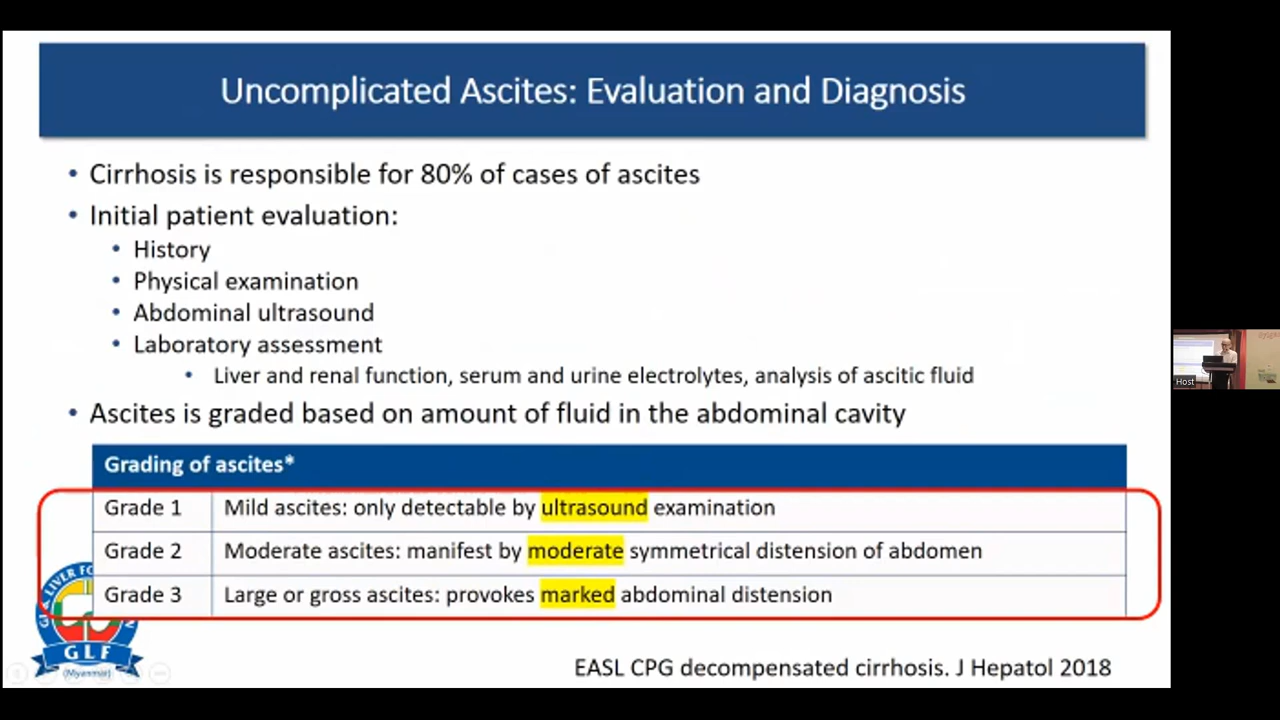 Uncomplicated Ascites: Evaluation and Diagnosis
• Cirrhosis is responsible for 80% of cases of ascites
• Initial patient evaluation:
• History
• Physical examination
• Abdominal ultrasound
• Laboratory assessment
• Liver and renal function, serum and urine electrolytes, analysis of ascitic fluid
• Ascites is graded based on amount of fluid in the abdominal cavity
Grading of ascites*
Grade 1 Mild ascites: only detectable by ultrasound examination
Grade 2 Moderate ascites: manifest by moderate symmetrical distension of abdomen
Grade 3 Large or gross ascites: provokes marked abdominal distension
GLF
(Myanmar)
EASL CPG decompensated cirrhosis. J Hepatol 2018
Host